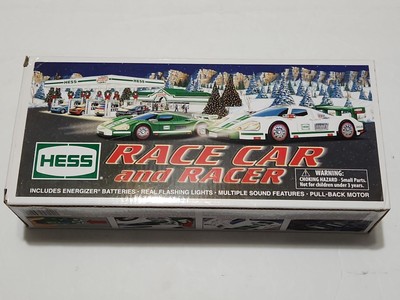 HESS
RACE CAR
and RACER
WARNING:
CHOKING HAZARD - Small Parts.
Not for children under 3 years.
INCLUDES ENERGIZER® BATTERIES · REAL FLASHING LIGHTS · MULTIPLE SOUND FEATURES · PULL-BACK MOTOR